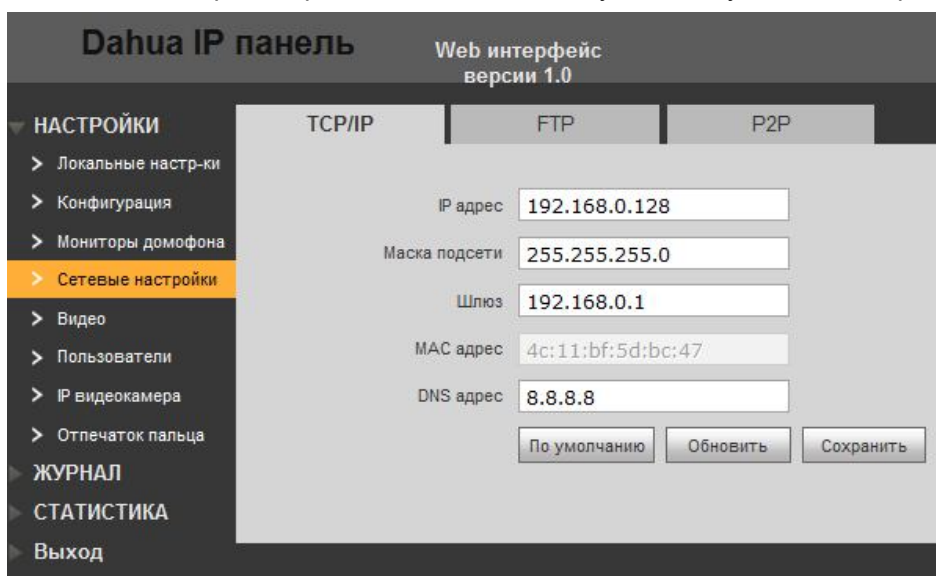 Dahua IP панель
Web интерфейс
версии 1.0
НАСТРОЙКИ
Локальные настр-ки
Конфигурация
Мониторы домофона
Сетевые настройки
Видео
Пользователи
IP видеокамера
Отпечаток пальца
ЖУРНАЛ
СТАТИСТИКА
Выход
TCP/IP FTP P2P
IP адрес 192.168.0.128
Маска подсети 255.255.255.0
Шлюз 192.168.0.1
MAC адрес 4c:11:bf:5d:bc:47
DNS адрес 8.8.8.8
По умолчанию Обновить Сохранить